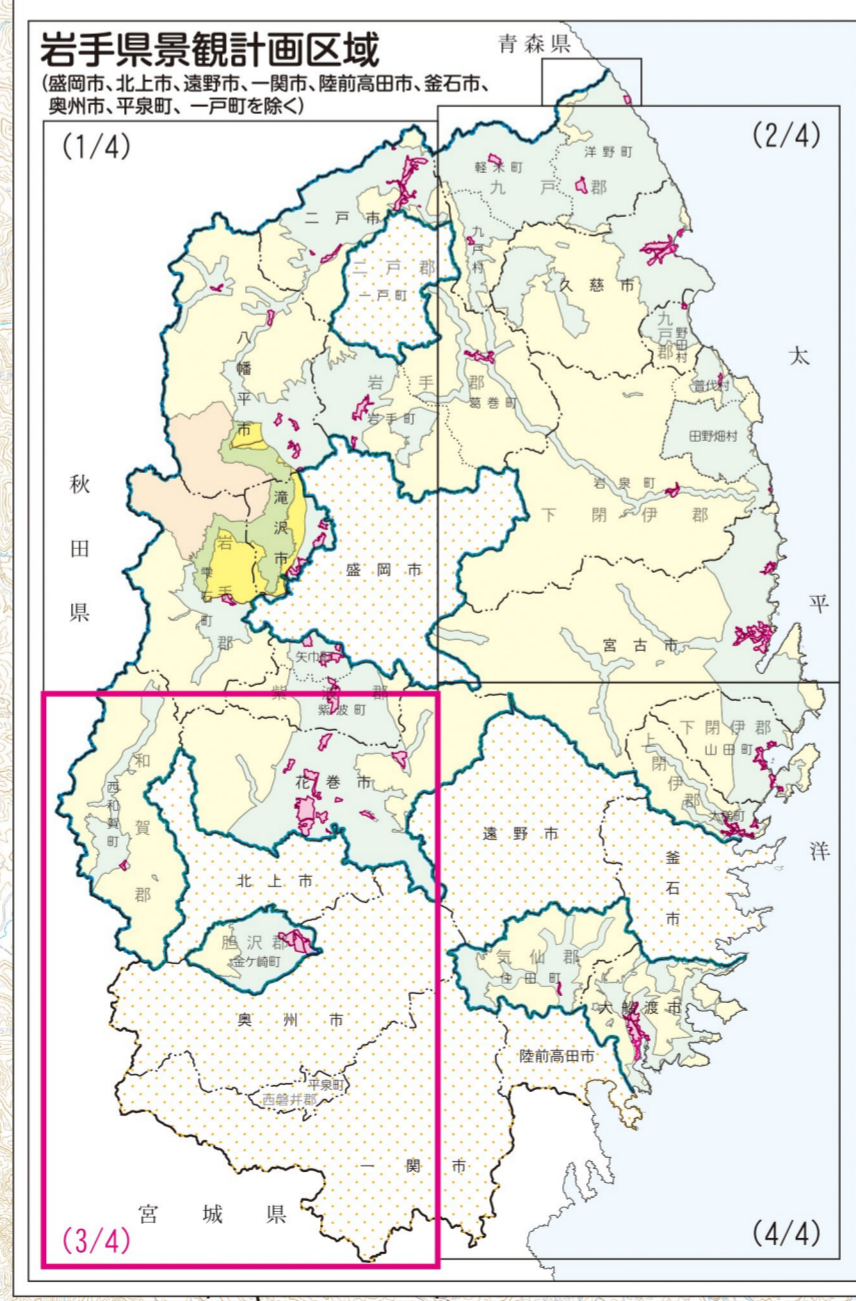 岩手県景観計画区域
(盛岡市、北上市、遠野市、一関市、陸前高田市、釜石市、
奥州市、平泉町、一戸町を除く)
青森県
(1/4)
(2/4)
洋野町
軽米町
九戸郡
二戸市
九戸村
二戸郡
一戸町
久慈市
八幡平市
九戸郡
野田村
太平洋
岩手郡
葛巻町
岩手町
普代村
田野畑村
秋田県
滝沢市
岩泉町
下閉伊郡
岩手郡
雫石町
盛岡市
宮古市
矢巾町
紫波郡
紫波町
和賀郡
西和賀町
花巻市
下閉伊郡
山田町
上閉伊郡
大槌町
遠野市
釜石市
北上市
胆沢郡
金ケ崎町
気仙郡
住田町
大船渡市
奥州市
陸前高田市
平泉町
西磐井郡
一関市
宮城県
(3/4)
(4/4)